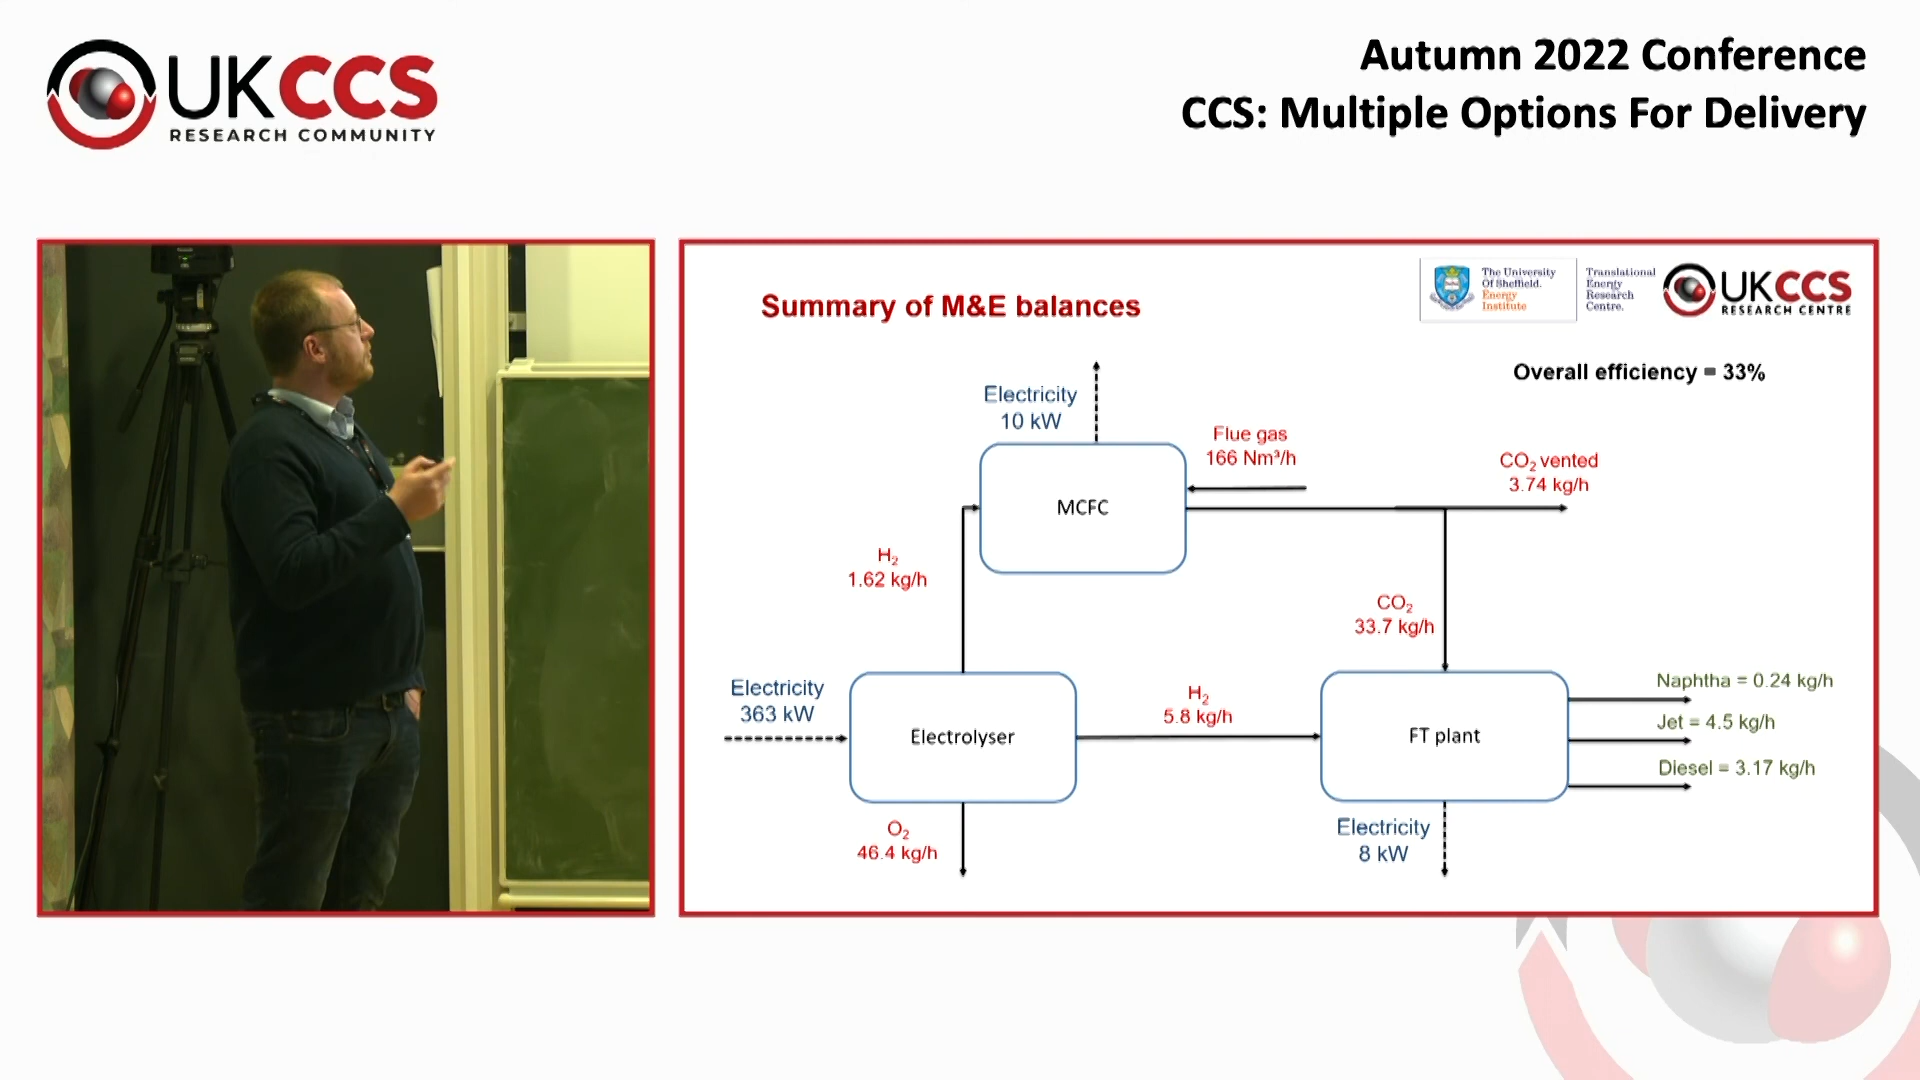 UKCCS
RESEARCH COMMUNITY
Autumn 2022 Conference
CCS: Multiple Options For Delivery
The University
Of Sheffield.
Energy
Institute
Translational
Energy
Research
Centre.
UKCCS
RESEARCH CENTRE
Summary of M&E balances
Overall efficiency = 33%
Electricity
10 kW
Flue gas
166 Nm³/h
CO₂ vented
3.74 kg/h
MCFC
H₂
1.62 kg/h
CO₂
33.7 kg/h
Electricity
363 kW
H₂
5.8 kg/h
Naphtha = 0.24 kg/h
Jet = 4.5 kg/h
Diesel = 3.17 kg/h
Electrolyser
FT plant
O₂
46.4 kg/h
Electricity
8 kW